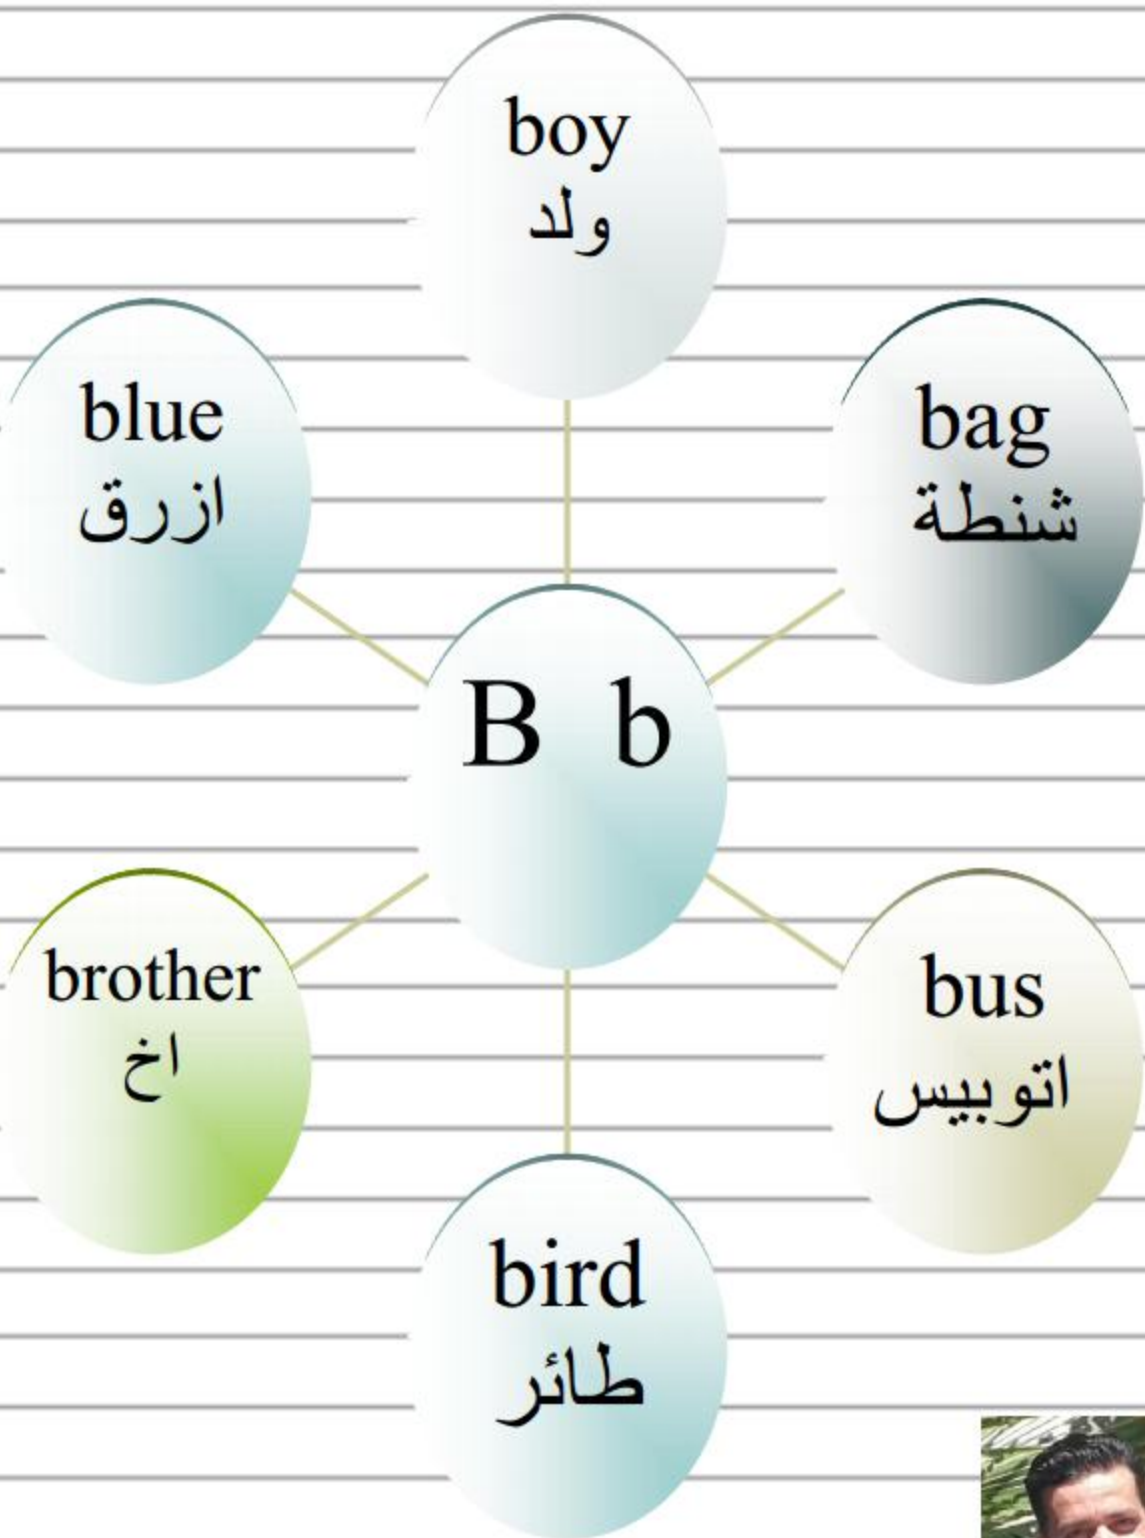 boy
ولد
blue
ازرق
bag
شنطة
B b
brother
اخ
bus
اتوبيس
bird
طائر